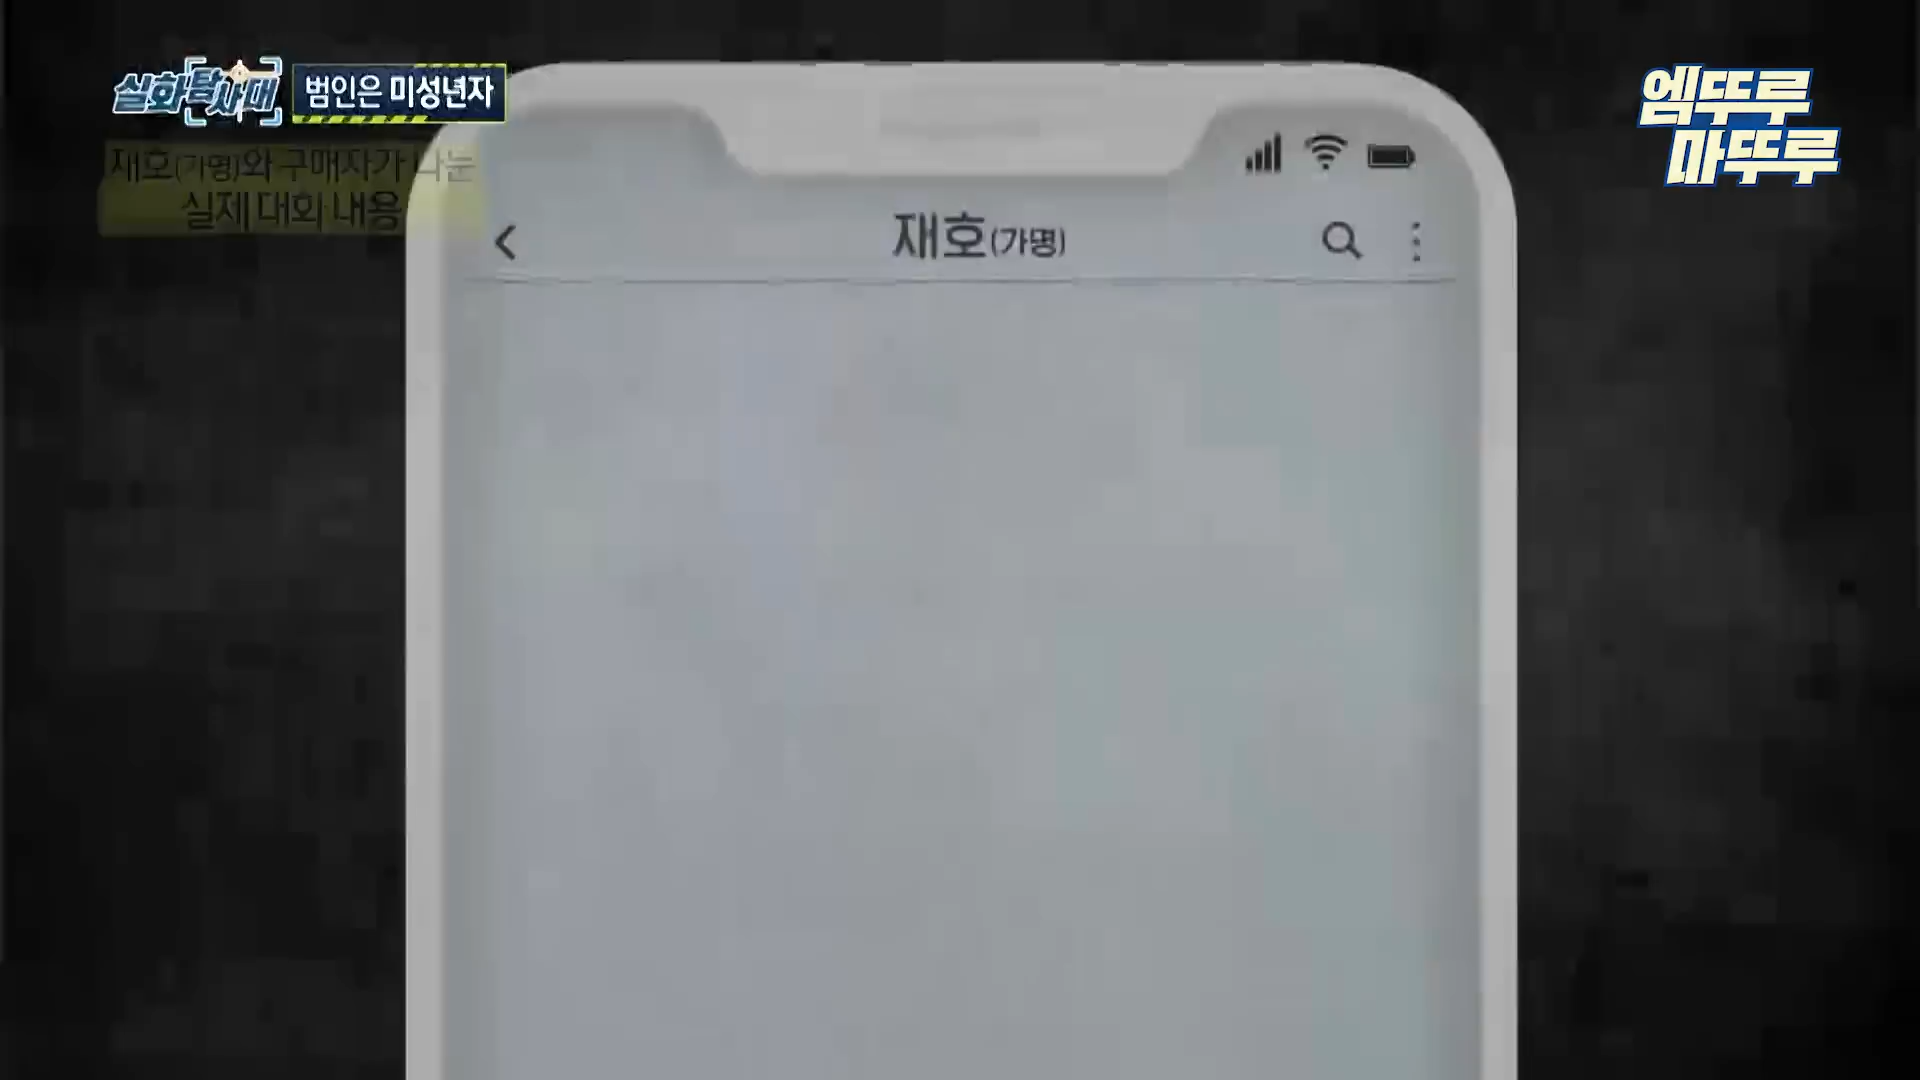 실화탐사대
범인은 미성년자
엠뚜루
마뚜루
재호(가명)와 구매자가 나눈
실제 대화 내용
재호(가명)